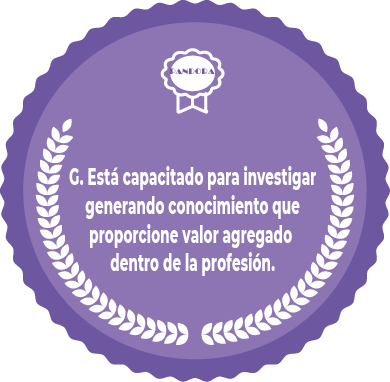 PANDORA
G. Está capacitado para investigar
generando conocimiento que
proporcione valor agregado
dentro de la profesión.